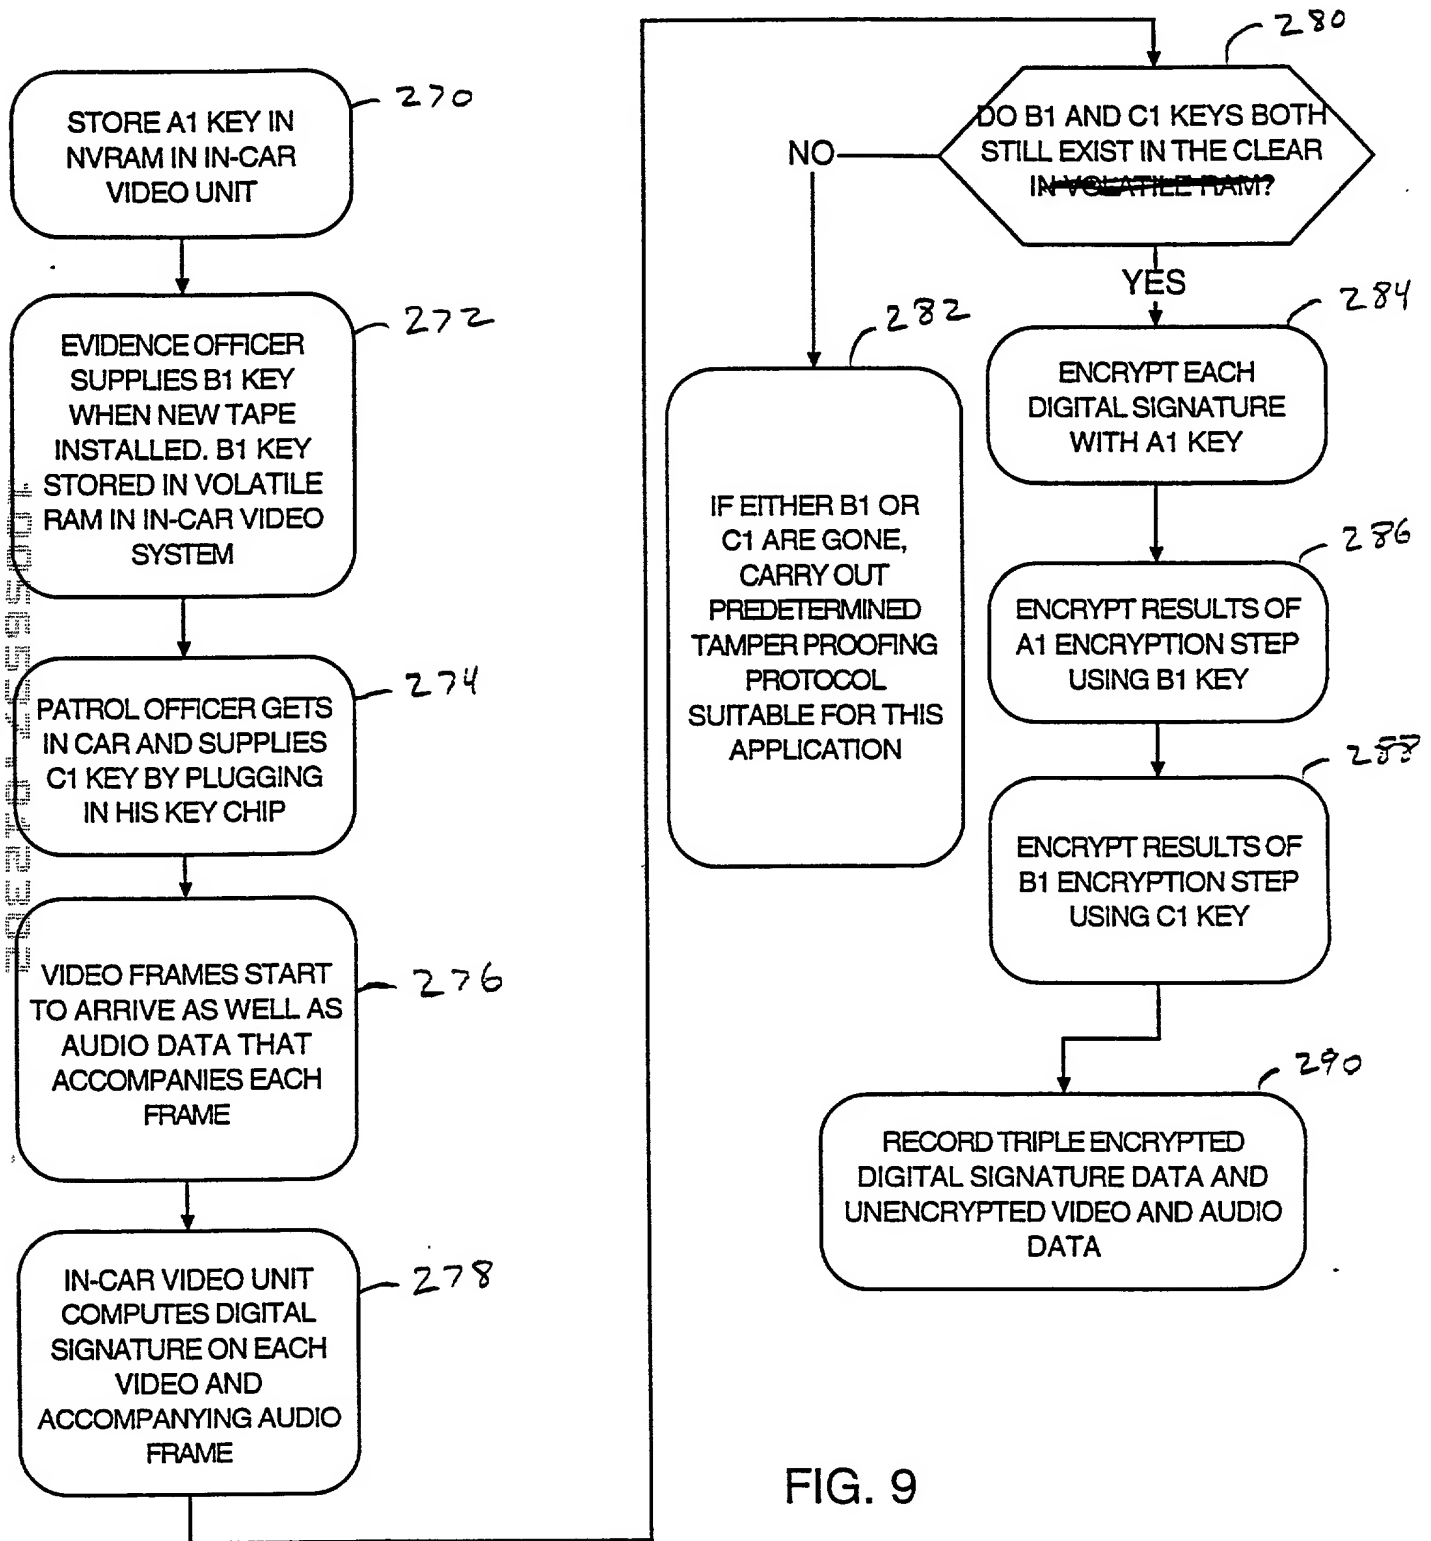 STORE A1 KEY IN
NVRAM IN IN-CAR
VIDEO UNIT
270
EVIDENCE OFFICER
SUPPLIES B1 KEY
WHEN NEW TAPE
INSTALLED. B1 KEY
STORED IN VOLATILE
RAM IN IN-CAR VIDEO
SYSTEM
272
PATROL OFFICER GETS
IN CAR AND SUPPLIES
C1 KEY BY PLUGGING
IN HIS KEY CHIP
274
VIDEO FRAMES START
TO ARRIVE AS WELL AS
AUDIO DATA THAT
ACCOMPANIES EACH
FRAME
276
IN-CAR VIDEO UNIT
COMPUTES DIGITAL
SIGNATURE ON EACH
VIDEO AND
ACCOMPANYING AUDIO
FRAME
278
280
DO B1 AND C1 KEYS BOTH
STILL EXIST IN THE CLEAR
IN VOLATILE RAM?
NO
YES
282
IF EITHER B1 OR
C1 ARE GONE,
CARRY OUT
PREDETERMINED
TAMPER PROOFING
PROTOCOL
SUITABLE FOR THIS
APPLICATION
284
ENCRYPT EACH
DIGITAL SIGNATURE
WITH A1 KEY
286
ENCRYPT RESULTS OF
A1 ENCRYPTION STEP
USING B1 KEY
288
ENCRYPT RESULTS OF
B1 ENCRYPTION STEP
USING C1 KEY
290
RECORD TRIPLE ENCRYPTED
DIGITAL SIGNATURE DATA AND
UNENCRYPTED VIDEO AND AUDIO
DATA
FIG. 9